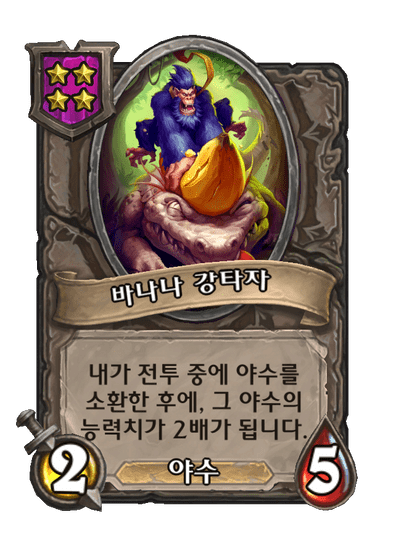 바나나 강타자
내가 전투 중에 야수를
소환한 후에, 그 야수의
능력치가 2배가 됩니다.
2
야수
5